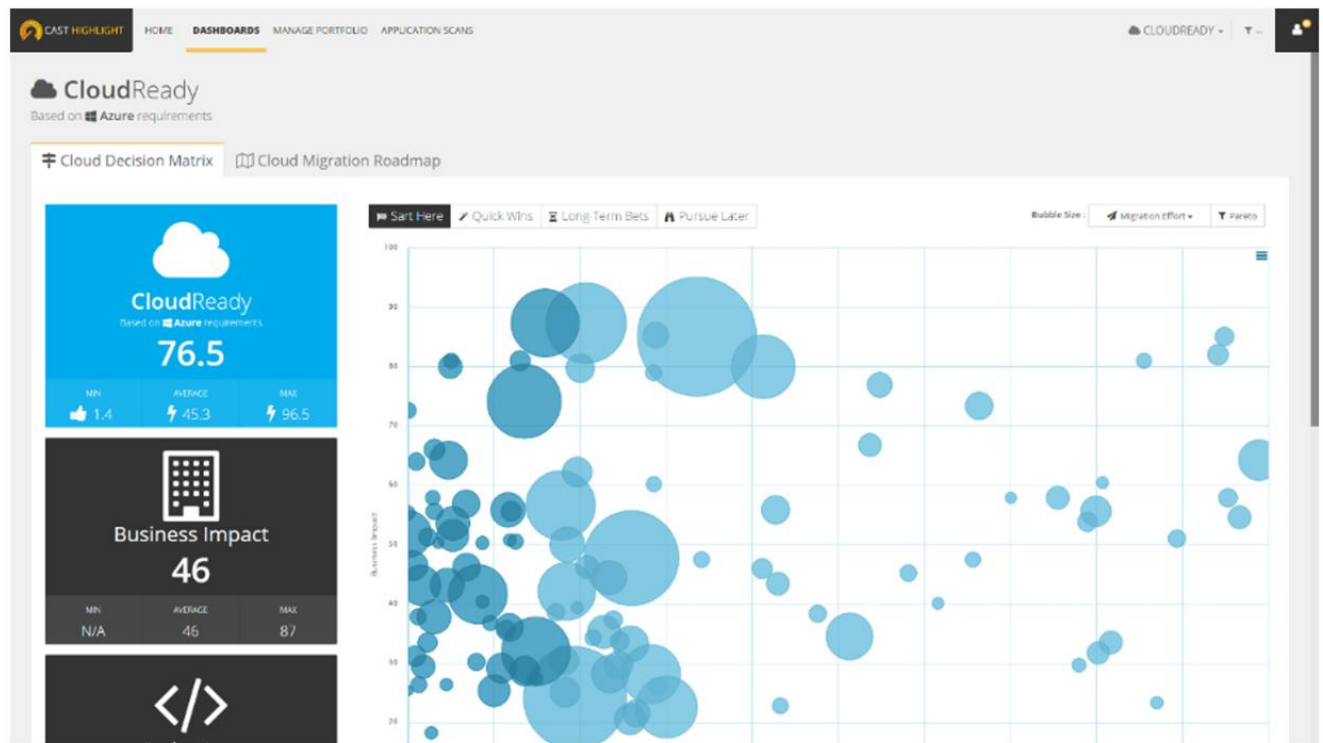 CAST HIGHLIGHT HOME DASHBOARDS MANAGE PORTFOLIO APPLICATION SCANS CLOUDREADY
CloudReady
Based on Azure requirements
Cloud Decision Matrix Cloud Migration Roadmap
Sart Here Quick Wins Long-Term Bets Pursue Later Bubble Size : Migration Effort Pareto
CloudReady
Based on Azure requirements
76.5
MIN AVERAGE MAX
1.4 45.3 96.5
Business Impact
46
MIN AVERAGE MAX
N/A 46 87
</>
100
90
80
70
60
50
40
30
20
Business Impact